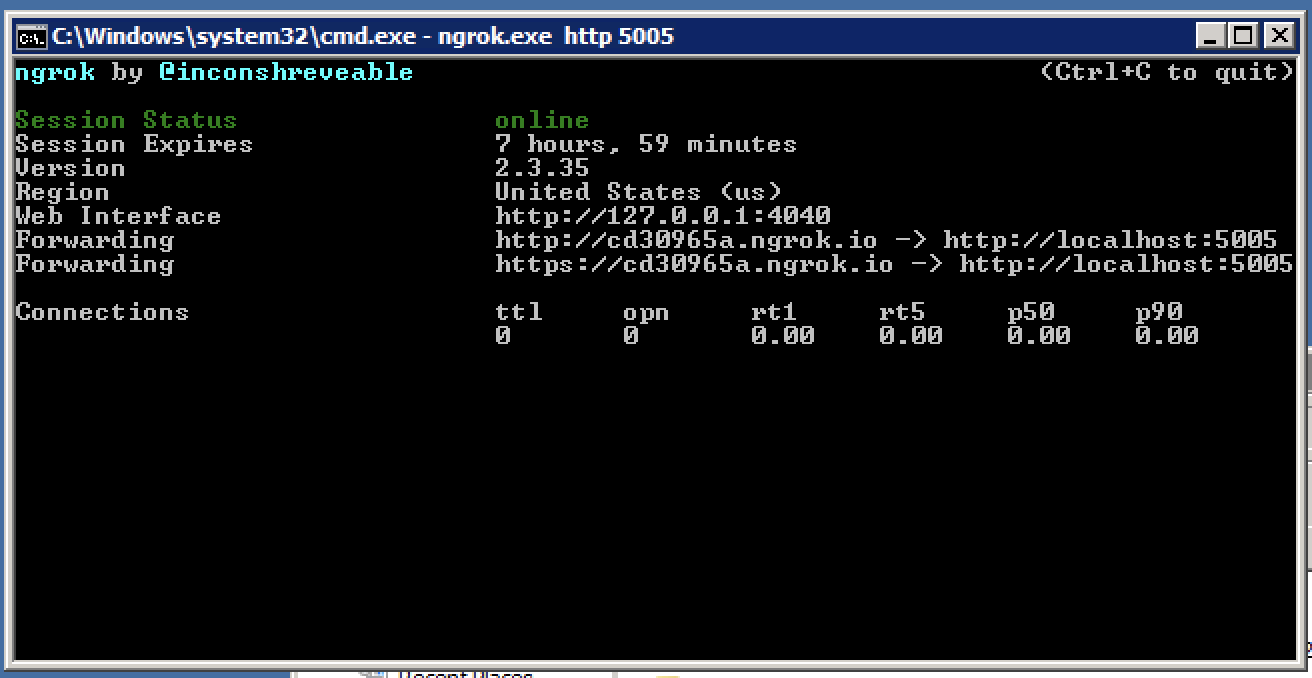 C:\Windows\system32\cmd.exe - ngrok.exe http 5005
ngrok by @inconshreveable (Ctrl+C to quit)
Session Status online
Session Expires 7 hours, 59 minutes
Version 2.3.35
Region United States (us)
Web Interface http://127.0.0.1:4040
Forwarding http://cd30965a.ngrok.io -> http://localhost:5005
Forwarding https://cd30965a.ngrok.io -> http://localhost:5005
Connections ttl opn rt1 rt5 p50 p90
0 0 0.00 0.00 0.00 0.00
Recent Places